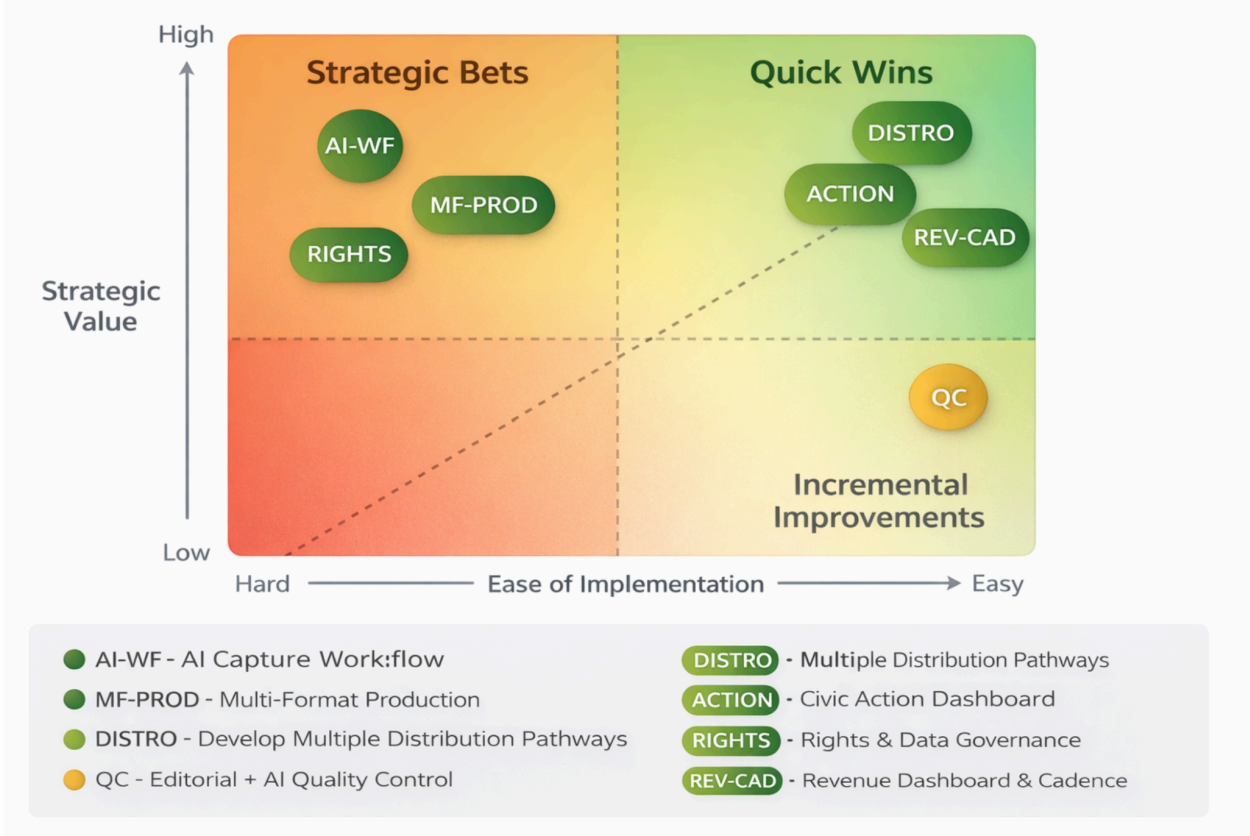 High
Strategic Bets
Quick Wins
AI-WF
DISTRO
MF-PROD
ACTION
RIGHTS
REV-CAD
Strategic
Value
QC
Incremental
Improvements
Low
Hard
Ease of Implementation
Easy
AI-WF - AI Capture Work:flow
MF-PROD - Multi-Format Production
DISTRO - Develop Multiple Distribution Pathways
QC - Editorial + AI Quality Control
DISTRO - Multiple Distribution Pathways
ACTION - Civic Action Dashboard
RIGHTS - Rights & Data Governance
REV-CAD - Revenue Dashboard & Cadence